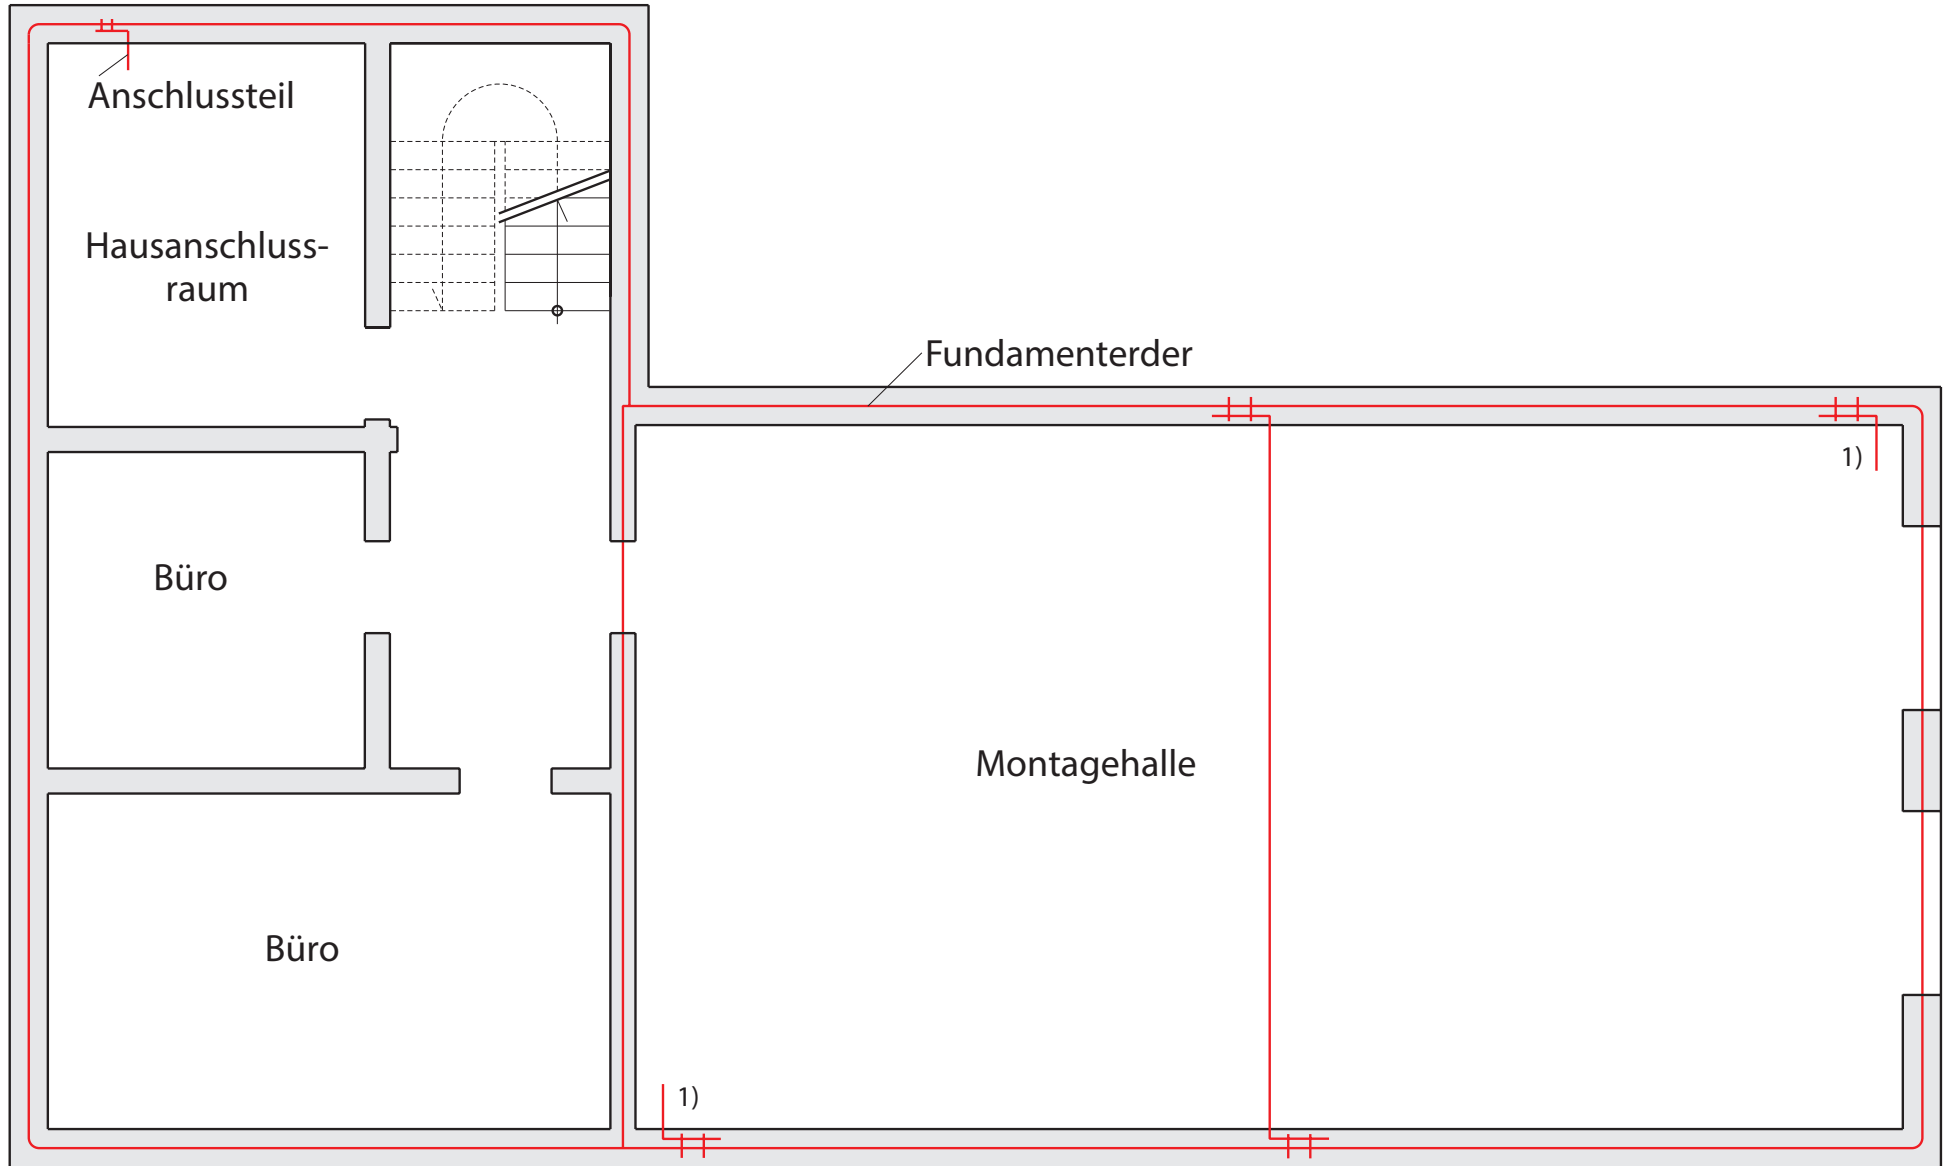 Anschlussteil
Hausanschluss-
raum
Fundamenterder
1)
Büro
Montagehalle
Büro
1)